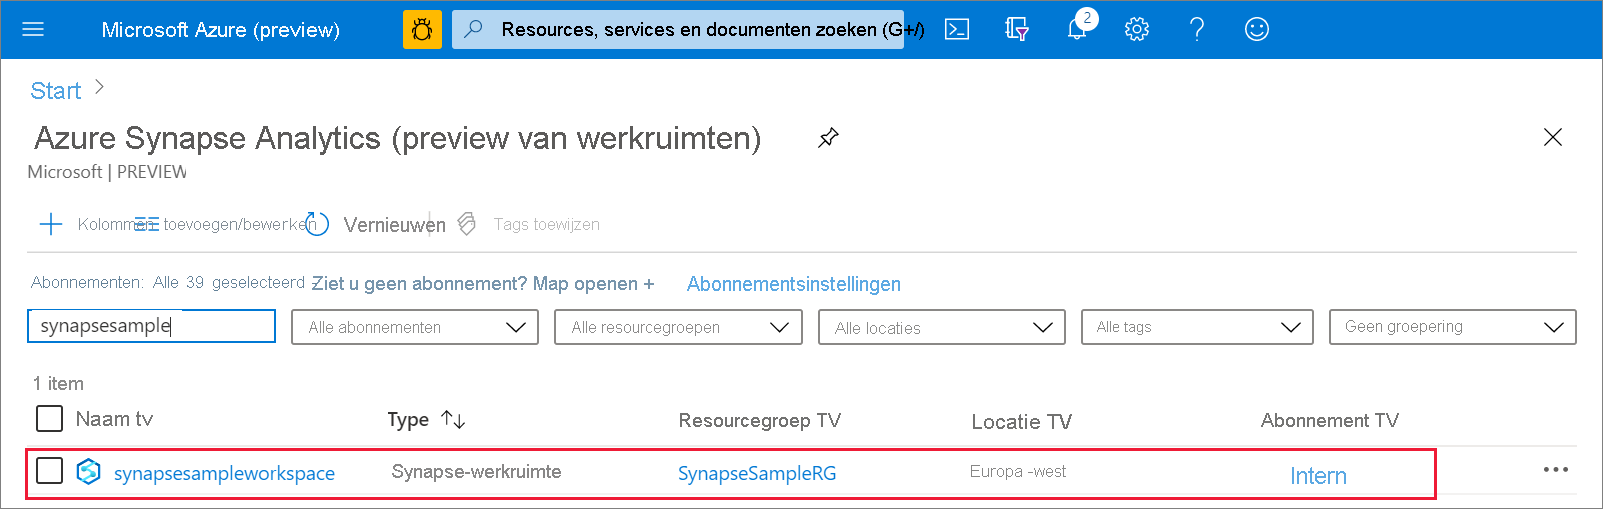 Microsoft Azure (preview)
Resources, services en documenten zoeken (G+/)
2
Start >
Azure Synapse Analytics (preview van werkruimten)
Microsoft | PREVIEW
Kolommen toevoegen/bewerken Vernieuwen Tags toewijzen
Abonnementen: Alle 39 geselecteerd Ziet u geen abonnement? Map openen + Abonnementsinstellingen
synapsesample Alle abonnementen Alle resourcegroepen Alle locaties Alle tags Geen groepering
1 item
Naam tv Type ↑↓ Resourcegroep TV Locatie TV Abonnement TV
synapsesampleworkspace Synapse-werkruimte SynapseSampleRG Europa -west Intern ...